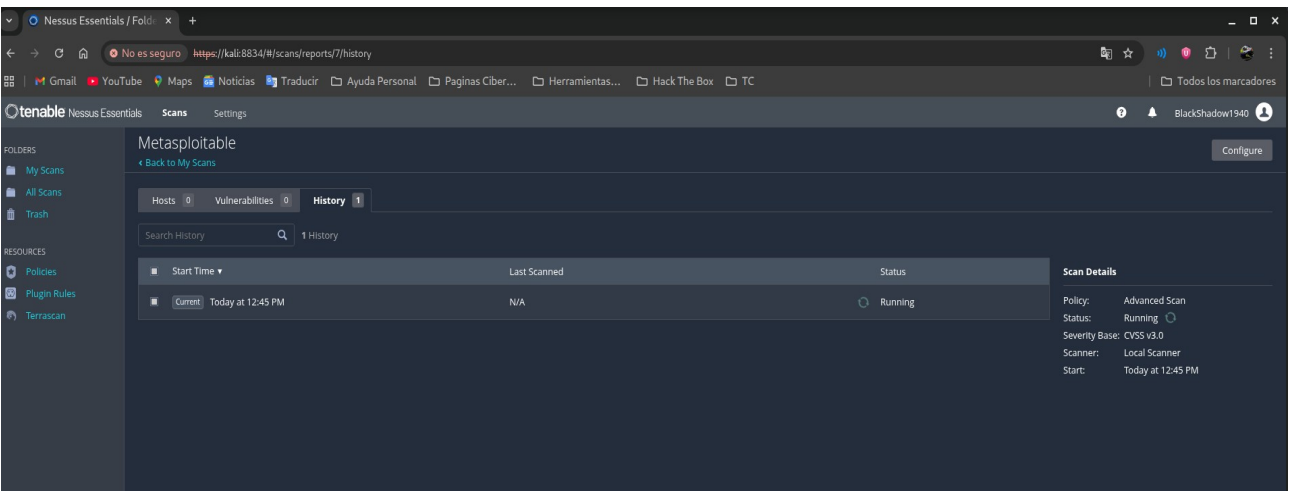 Nessus Essentials / Folde
No es seguro https://kali:8834/#/scans/reports/7/history
Gmail YouTube Maps Noticias Traducir Ayuda Personal Paginas Ciber... Herramientas... Hack The Box TC Todos los marcadores
tenable Nessus Essentials Scans Settings BlackShadow1940
FOLDERS
My Scans
All Scans
Trash
RESOURCES
Policies
Plugin Rules
Terrascan
Metasploitable
Back to My Scans
Configure
Hosts 0 Vulnerabilities 0 History 1
Search History 1 History
Start Time Last Scanned Status
Current Today at 12:45 PM N/A Running
Scan Details
Policy: Advanced Scan
Status: Running
Severity Base: CVSS v3.0
Scanner: Local Scanner
Start: Today at 12:45 PM